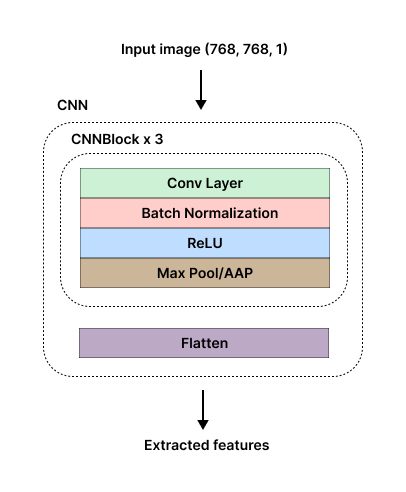 Input image (768, 768, 1)
CNN
CNNBlock x 3
Conv Layer
Batch Normalization
ReLU
Max Pool/AAP
Flatten
Extracted features